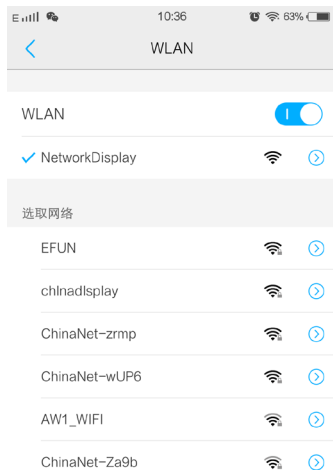 E 10:36 63%
WLAN
WLAN
NetworkDisplay
选取网络
EFUN
chInadIsplay
ChinaNet-zrmp
ChinaNet-wUP6
AW1_WIFI
ChinaNet-Za9b